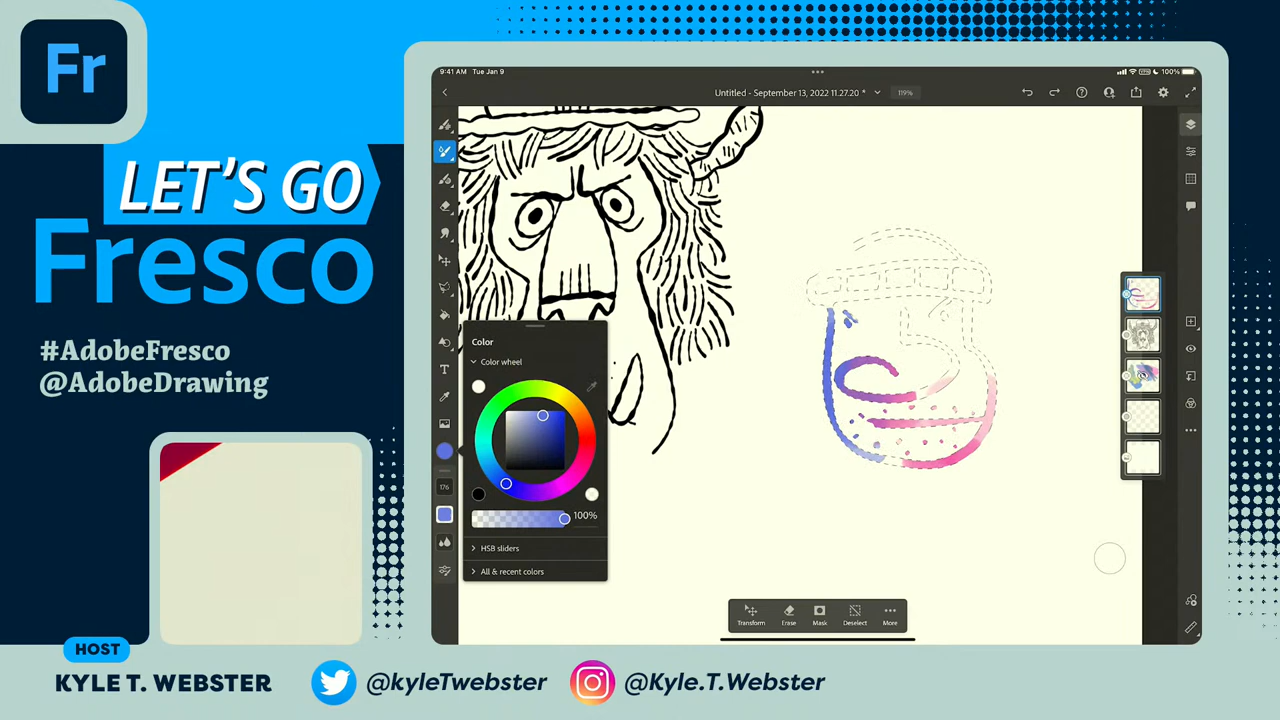 Fr
LET'S GO
Fresco
#AdobeFresco
@AdobeDrawing
HOST
KYLE T. WEBSTER
@kyleTwebster
@Kyle.T.Webster
9:41 AM Tue Jan 9
100%
Untitled - September 13, 2022 11.27.20 *
119%
T
176
Color
Color wheel
100%
HSB sliders
All & recent colors
Transform
Erase
Mask
Deselect
More